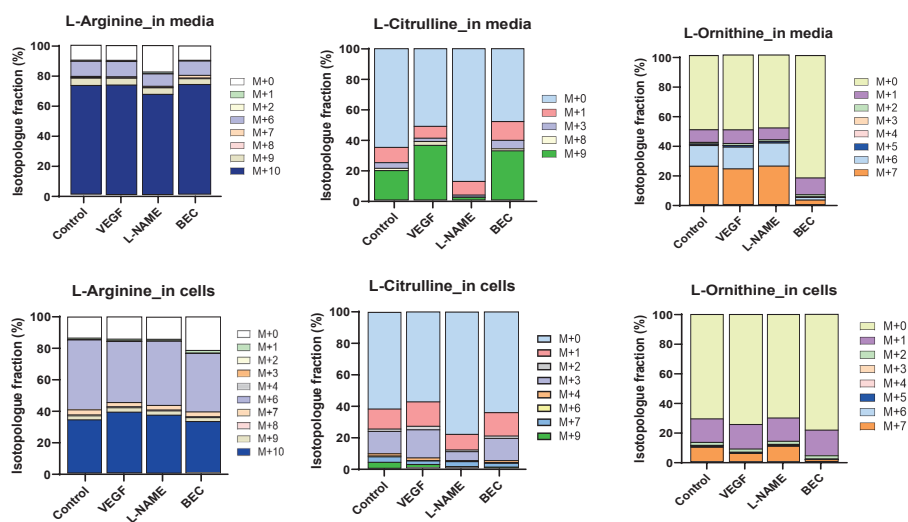 L-Arginine_in media
Isotopologue fraction (%)
100
80
60
40
20
0
Control
VEGF
L-NAME
BEC
M+0
M+1
M+2
M+6
M+7
M+8
M+9
M+10
L-Citrulline_in media
Isotopologue fraction (%)
100
80
60
40
20
0
Control
VEGF
L-NAME
BEC
M+0
M+1
M+3
M+8
M+9
L-Ornithine_in media
Isotopologue fraction (%)
100
80
60
40
20
0
Control
VEGF
L-NAME
BEC
M+0
M+1
M+2
M+3
M+4
M+5
M+6
M+7
L-Arginine_in cells
Isotopologue fraction (%)
100
80
60
40
20
0
Control
VEGF
L-NAME
BEC
M+0
M+1
M+2
M+3
M+4
M+6
M+7
M+8
M+9
M+10
L-Citrulline_in cells
Isotopologue fraction (%)
100
80
60
40
20
0
Control
VEGF
L-NAME
BEC
M+0
M+1
M+2
M+3
M+4
M+6
M+7
M+9
L-Ornithine_in cells
Isotopologue fraction (%)
100
80
60
40
20
0
Control
VEGF
L-NAME
BEC
M+0
M+1
M+2
M+3
M+4
M+5
M+6
M+7